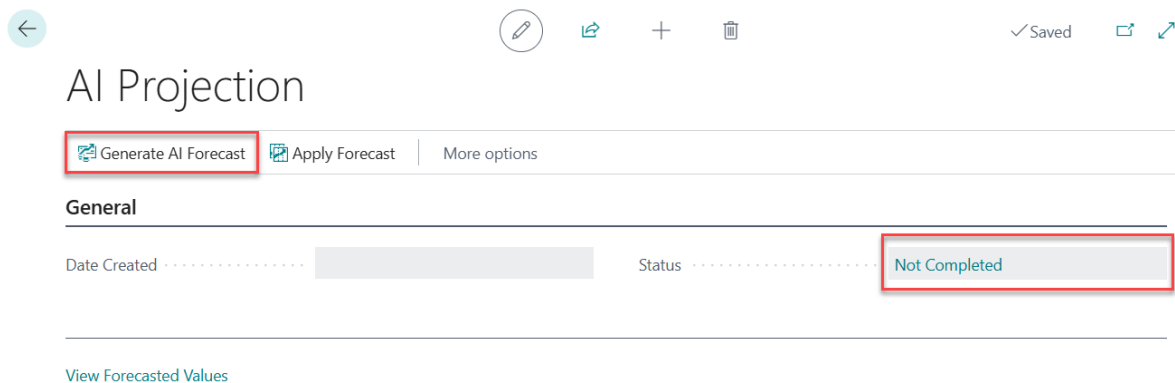 Saved
AI Projection
Generate AI Forecast Apply Forecast More options
General
Date Created Status Not Completed
View Forecasted Values